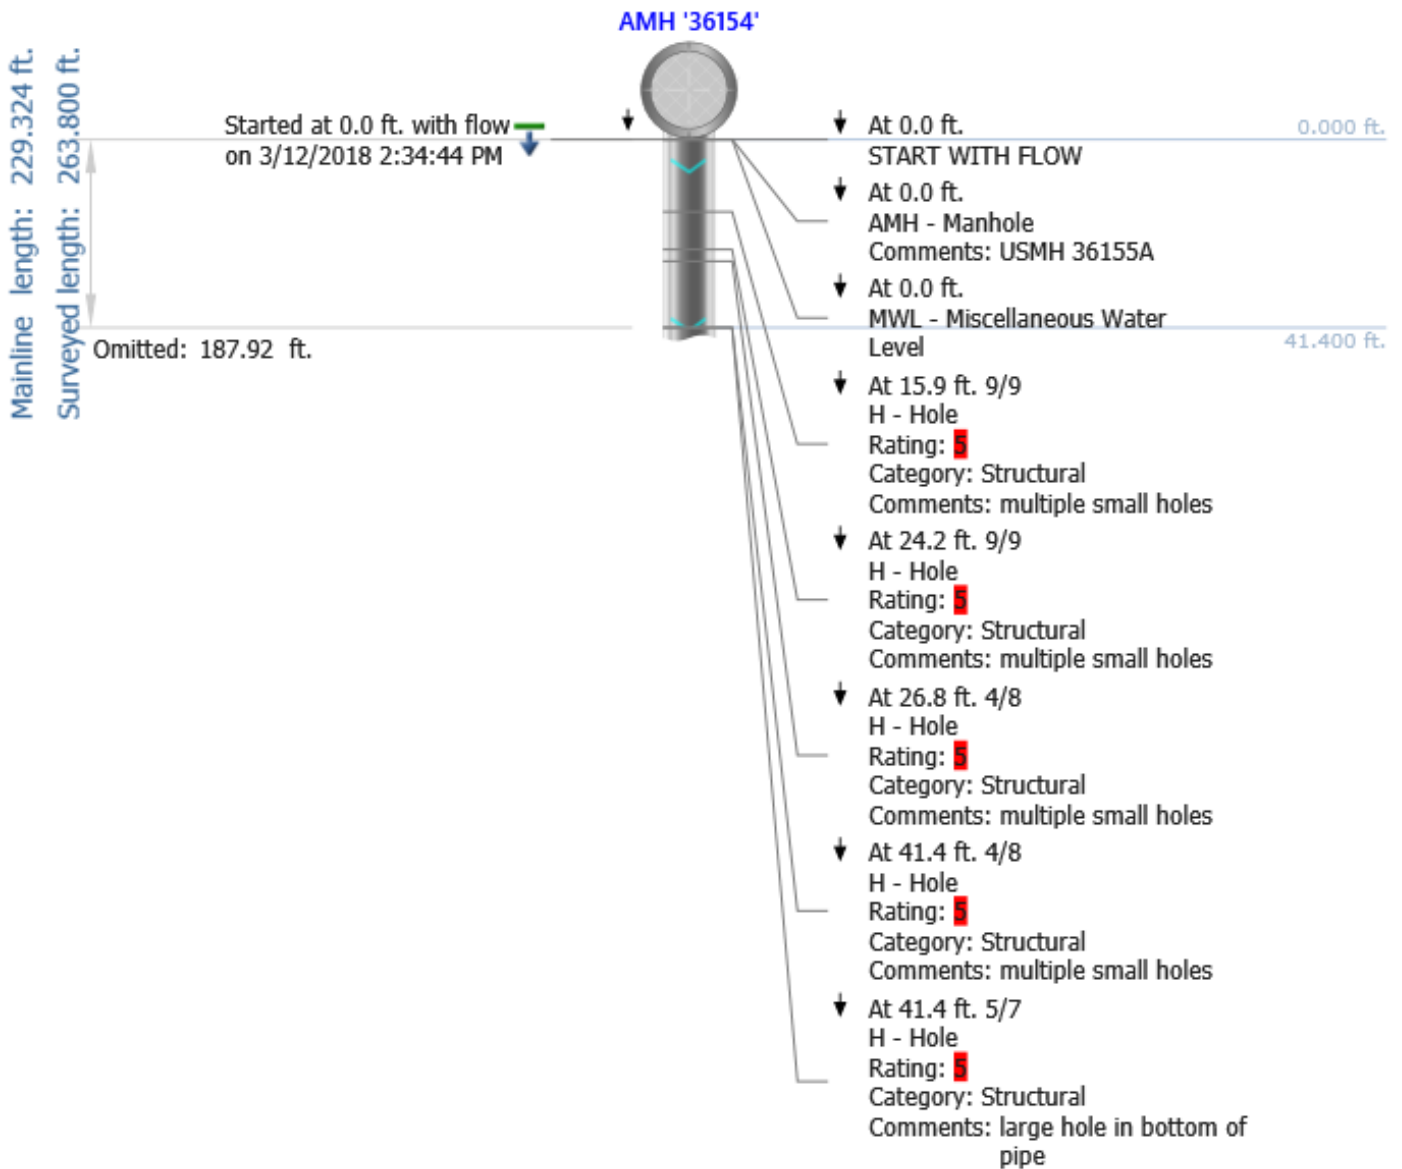 AMH '36154'
Mainline length: 229.324 ft.
Surveyed length: 263.800 ft.
Started at 0.0 ft. with flow
on 3/12/2018 2:34:44 PM
At 0.0 ft.
0.000 ft.
START WITH FLOW
At 0.0 ft.
AMH - Manhole
Comments: USMH 36155A
At 0.0 ft.
MWL - Miscellaneous Water
Level
41.400 ft.
Omitted: 187.92 ft.
At 15.9 ft. 9/9
H - Hole
Rating: 5
Category: Structural
Comments: multiple small holes
At 24.2 ft. 9/9
H - Hole
Rating: 5
Category: Structural
Comments: multiple small holes
At 26.8 ft. 4/8
H - Hole
Rating: 5
Category: Structural
Comments: multiple small holes
At 41.4 ft. 4/8
H - Hole
Rating: 5
Category: Structural
Comments: multiple small holes
At 41.4 ft. 5/7
H - Hole
Rating: 5
Category: Structural
Comments: large hole in bottom of
pipe